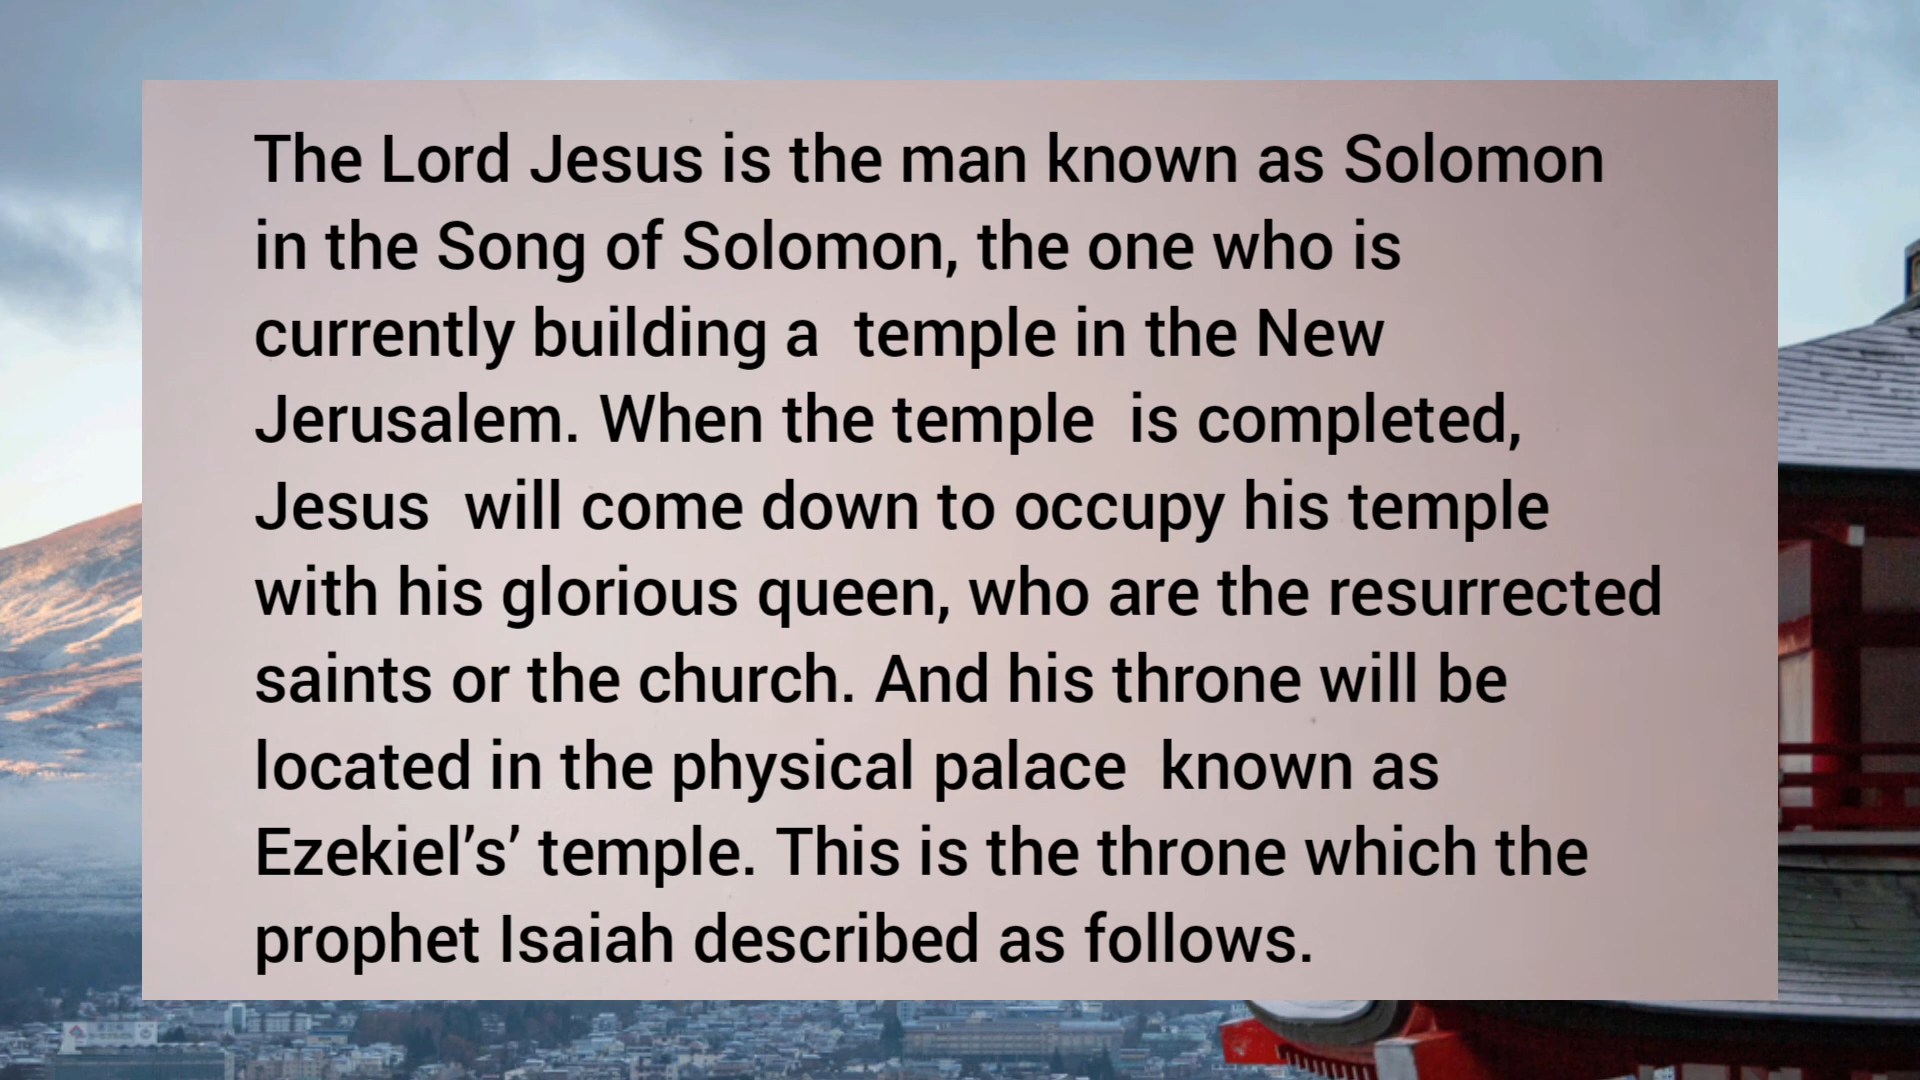 The Lord Jesus is the man known as Solomon
in the Song of Solomon, the one who is
currently building a  temple in the New
Jerusalem. When the temple  is completed,
Jesus  will come down to occupy his temple
with his glorious queen, who are the resurrected
saints or the church. And his throne will be
located in the physical palace  known as
Ezekiel’s’ temple. This is the throne which the
prophet Isaiah described as follows.